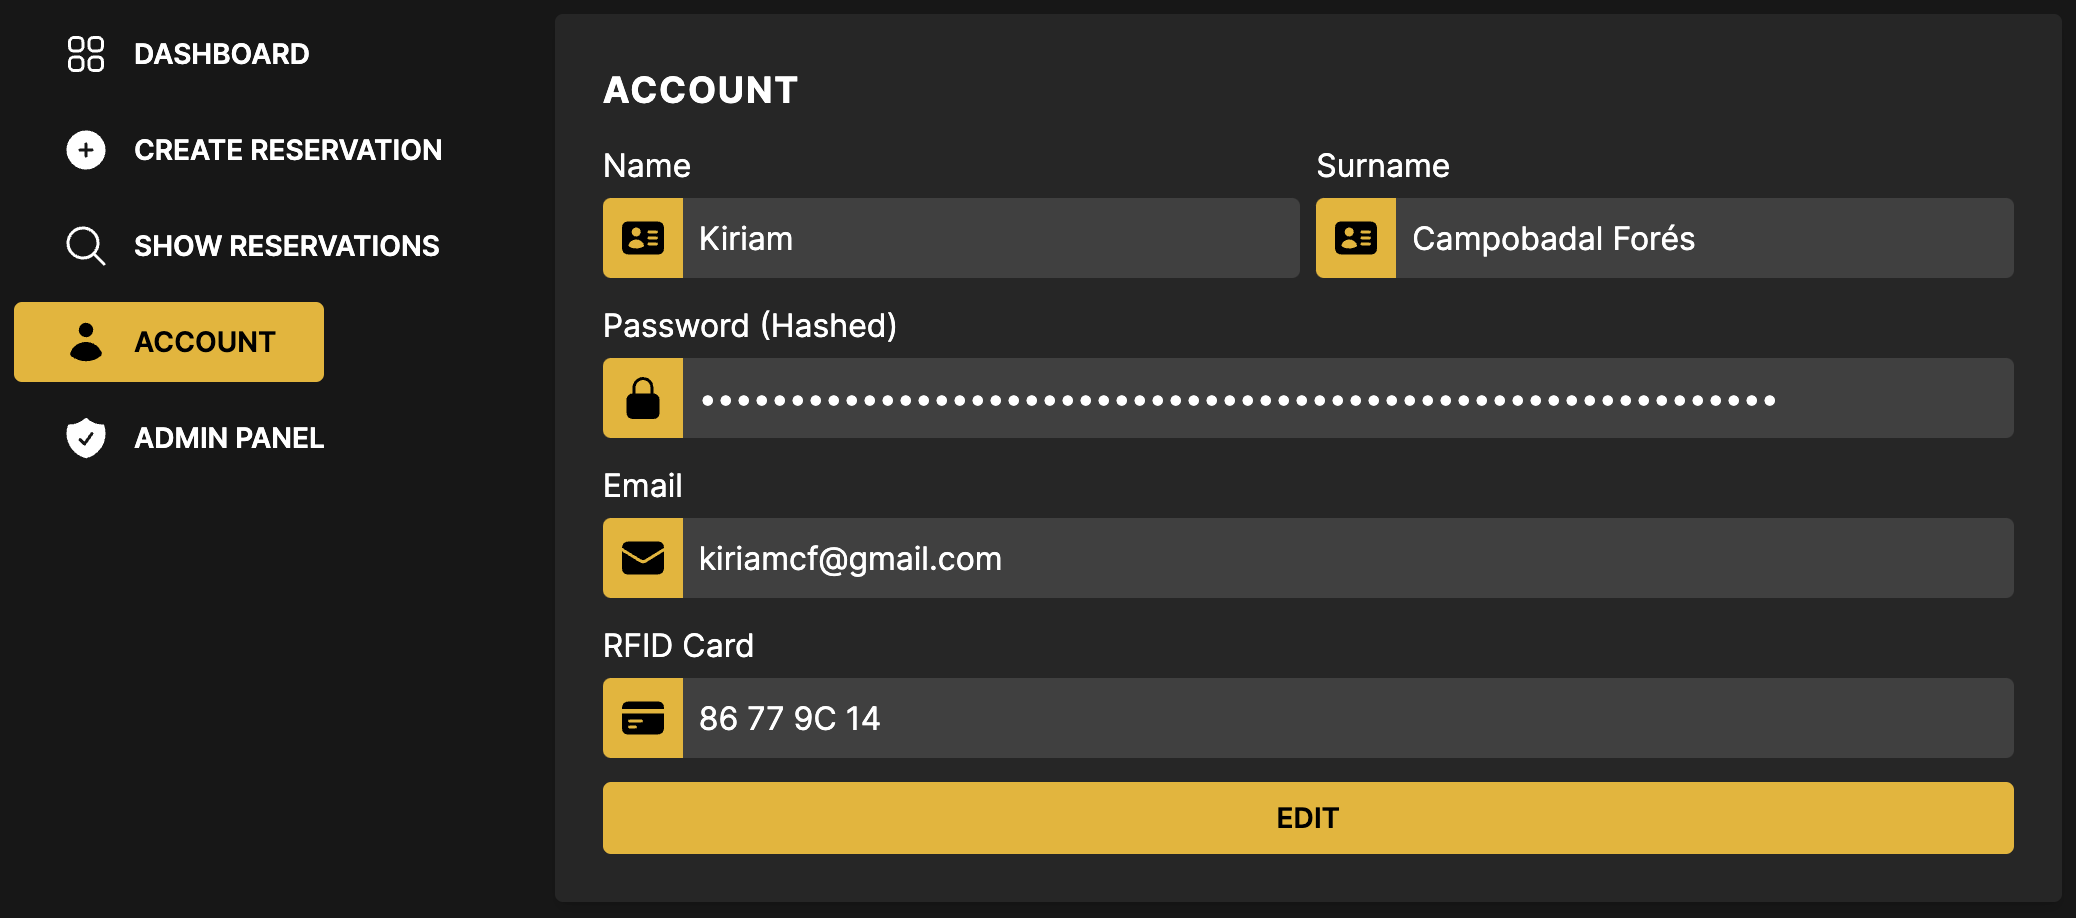 DASHBOARD
CREATE RESERVATION
SHOW RESERVATIONS
ACCOUNT
ADMIN PANEL
ACCOUNT
Name
Surname
Kiriam
Campobadal Forés
Password (Hashed)
••••••••••••••••••••••••••••••••••••••••••••••••••••••••••••
Email
kiriamcf@gmail.com
RFID Card
86 77 9C 14
EDIT